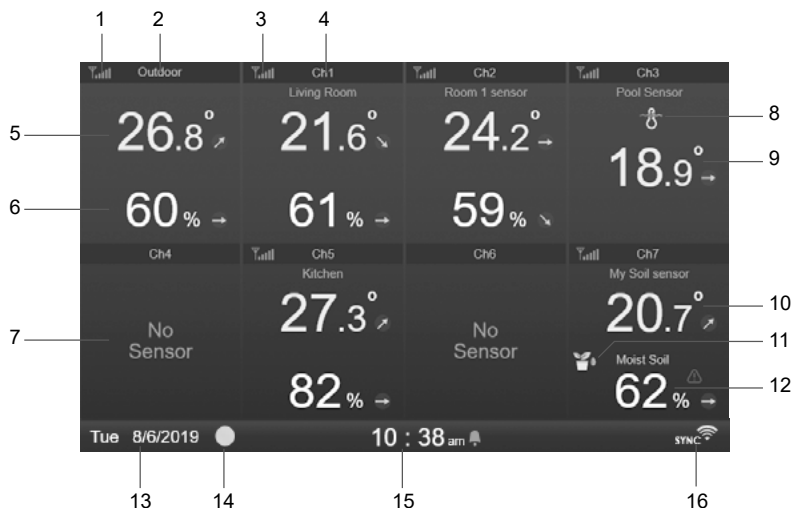 1 2 3 4
Outdoor Ch1 Ch2 Ch3
Living Room Room 1 sensor Pool Sensor
8
5 26.8° 21.6° 24.2°
9
18.9°
6 60% 61% 59%
Ch4 Ch5 Ch6 Ch7
Kitchen My Soil sensor
27.3° 20.7° 10
7 No Sensor No Sensor
11
Moist Soil
82% 62% 12
Tue 8/6/2019 10 : 38 am SYNC
13 14 15 16